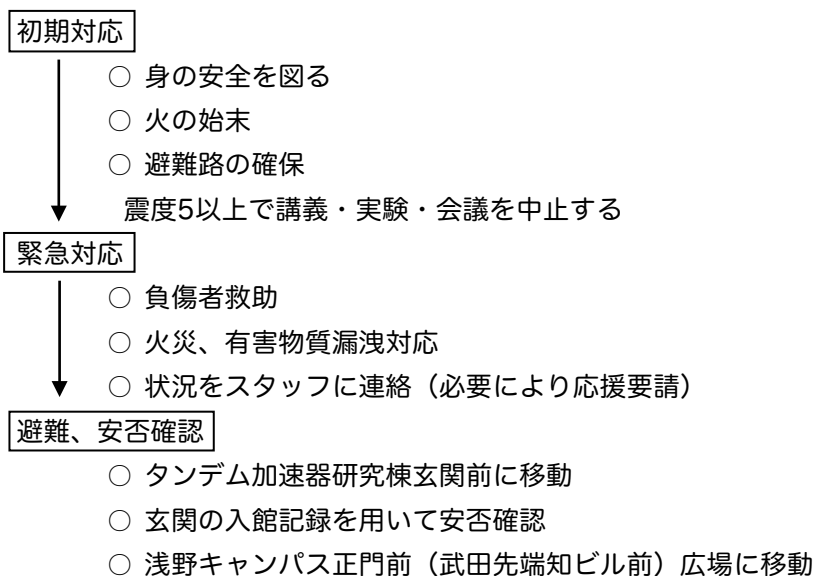 初期対応
○ 身の安全を図る
○ 火の始末
○ 避難路の確保
震度5以上で講義・実験・会議を中止する
緊急対応
○ 負傷者救助
○ 火災、有害物質漏洩対応
○ 状況をスタッフに連絡（必要により応援要請）
避難、安否確認
○ タンデム加速器研究棟玄関前に移動
○ 玄関の入館記録を用いて安否確認
○ 浅野キャンパス正門前（武田先端知ビル前）広場に移動